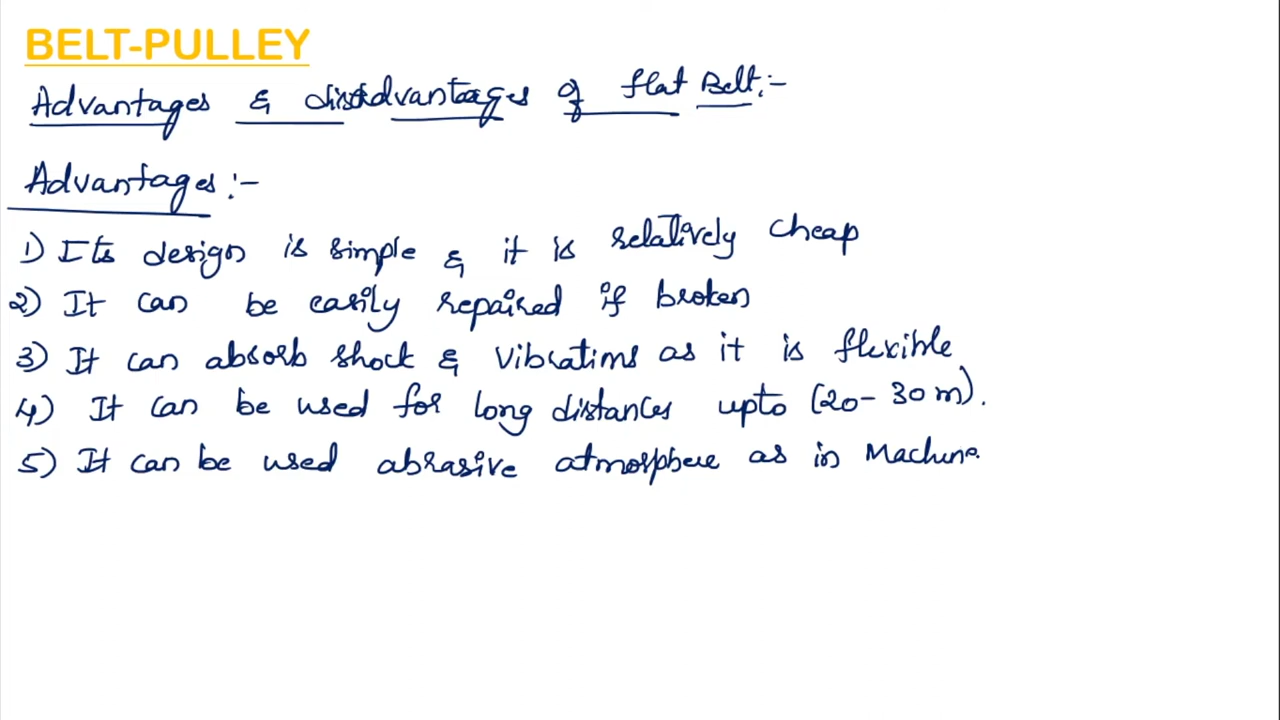 BELT-PULLEY
Advantages & disadvantages of flat Belt:-
Advantages:-
1) Its design is simple & it is relatively cheap
2) It can be easily repaired if broken
3) It can absorb shock & vibrations as it is flexible
4) It can be used for long distances upto (20-30m).
5) It can be used abrasive atmosphere as in Machine